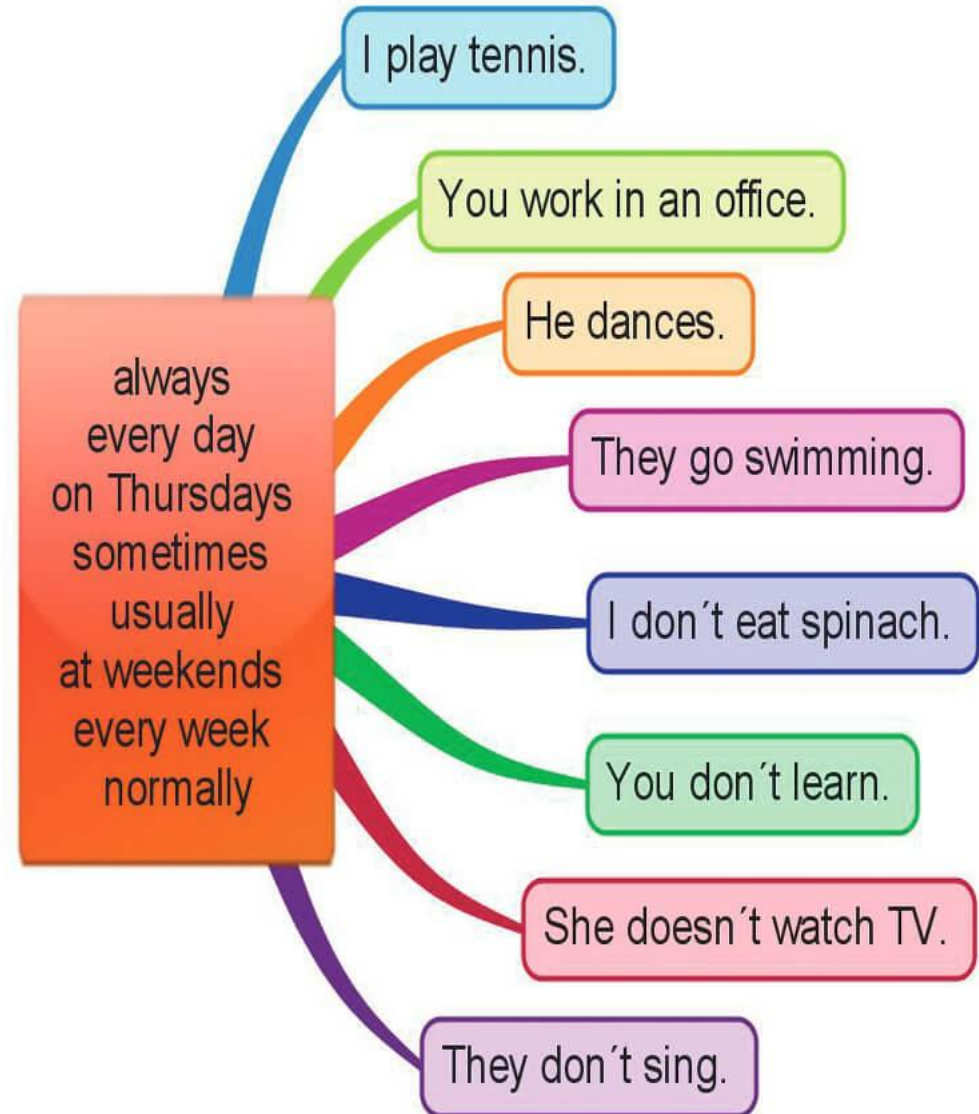 I play tennis.
You work in an office.
He dances.
They go swimming.
always
every day
on Thursdays
sometimes
usually
at weekends
every week
normally
I don´t eat spinach.
You don´t learn.
She doesn´t watch TV.
They don´t sing.